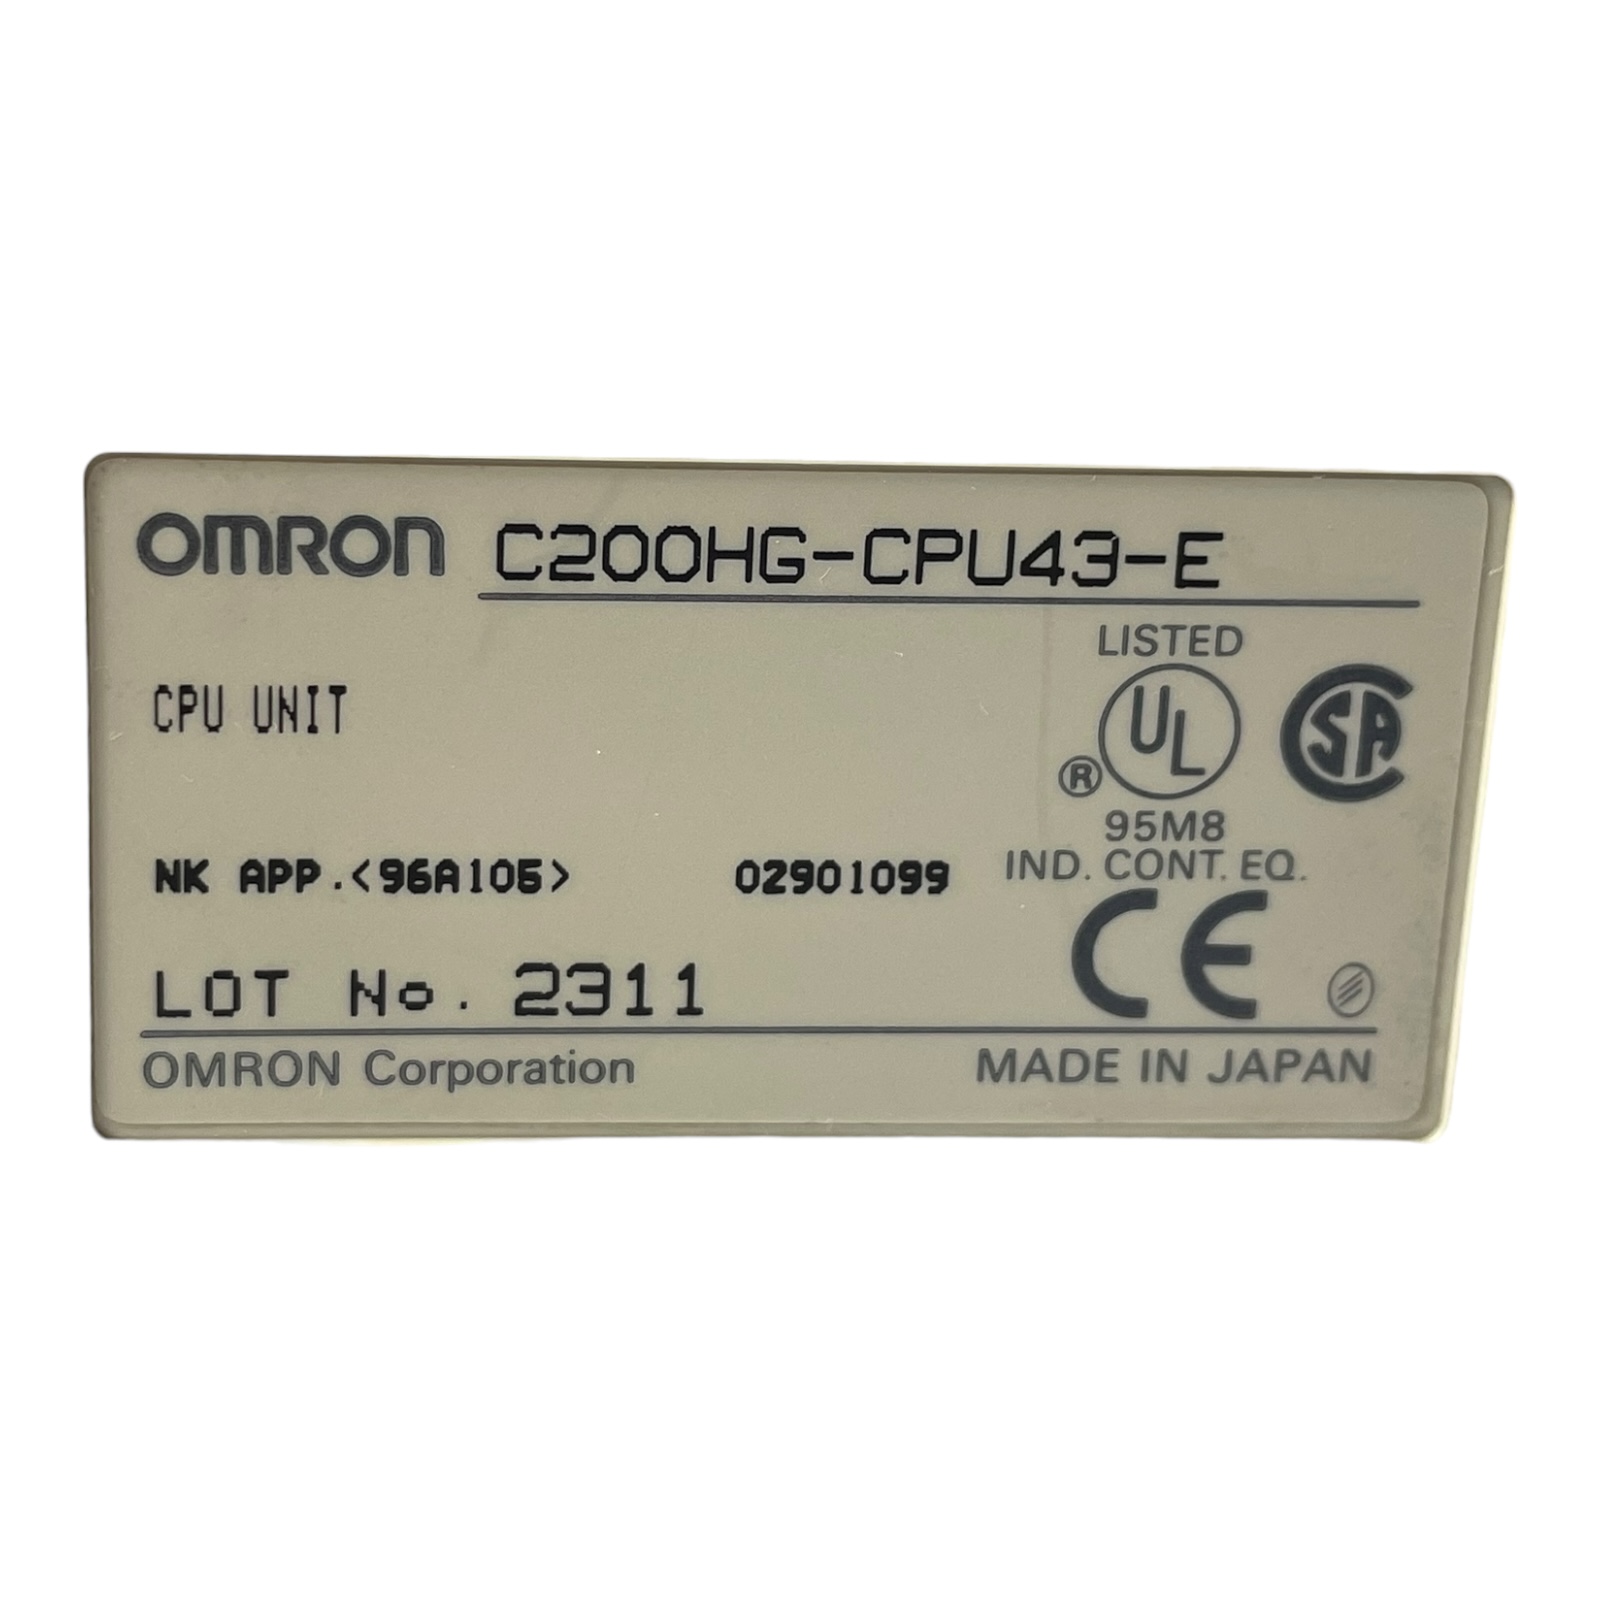 OMRON C200HG-CPU43-E
LISTED
CPU UNIT
UL
®
SA
95M8
IND. CONT. EQ.
NK APP.<96A105> 02901099
CE
LOT No. 2311
OMRON Corporation MADE IN JAPAN